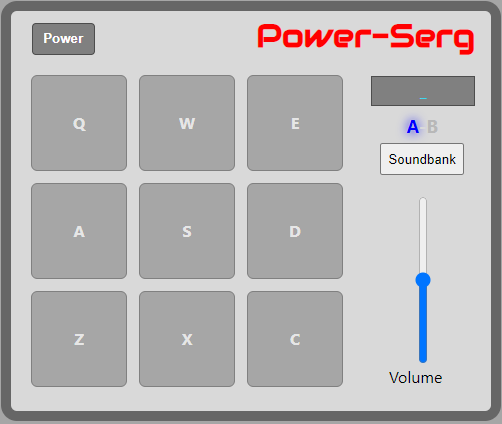 Power
Power-Serg
Q W E
_
A B
Soundbank
A S D
Z X C
Volume